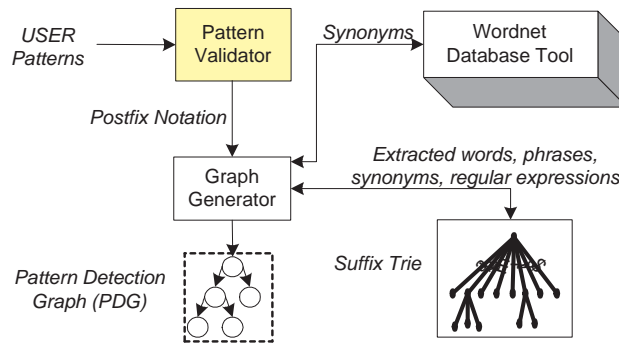 USER
Patterns
Pattern
Validator
Synonyms
Wordnet
Database Tool
Postfix Notation
Graph
Generator
Extracted words, phrases,
synonyms, regular expressions
Pattern Detection
Graph (PDG)
Suffix Trie